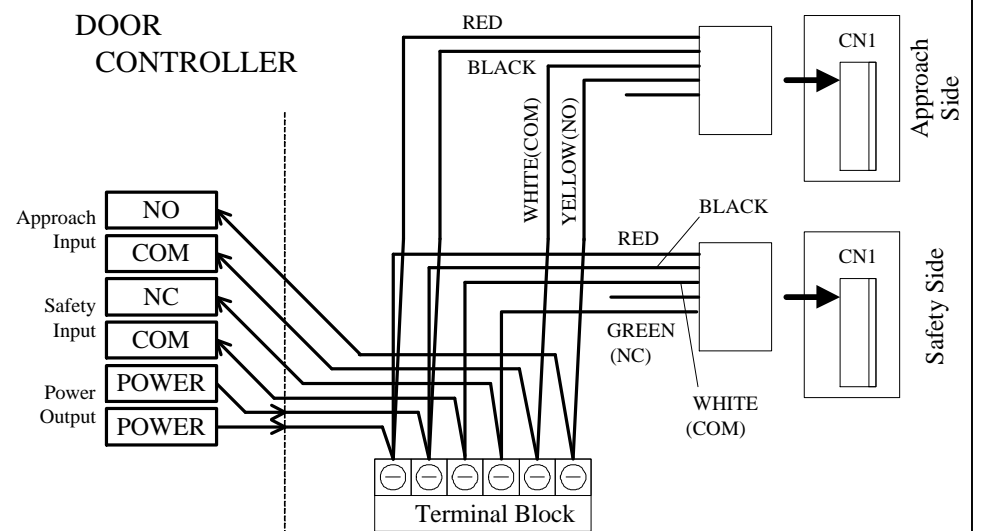 DOOR
CONTROLLER
Approach
Input
NO
COM
Safety
Input
NC
COM
Power
Output
POWER
POWER
RED
BLACK
WHITE(COM)
YELLOW(NO)
CN1
Approach
Side
BLACK
RED
GREEN
(NC)
WHITE
(COM)
CN1
Safety Side
Terminal Block